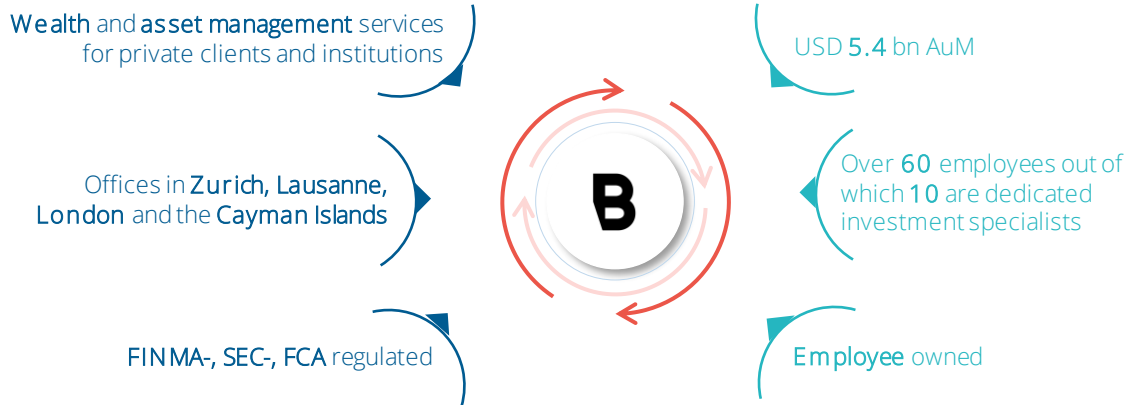 Wealth and asset management services
for private clients and institutions
Offices in Zurich, Lausanne,
London and the Cayman Islands
FINMA-, SEC-, FCA regulated
B
USD 5.4 bn AuM
Over 60 employees out of
which 10 are dedicated
investment specialists
Employee owned